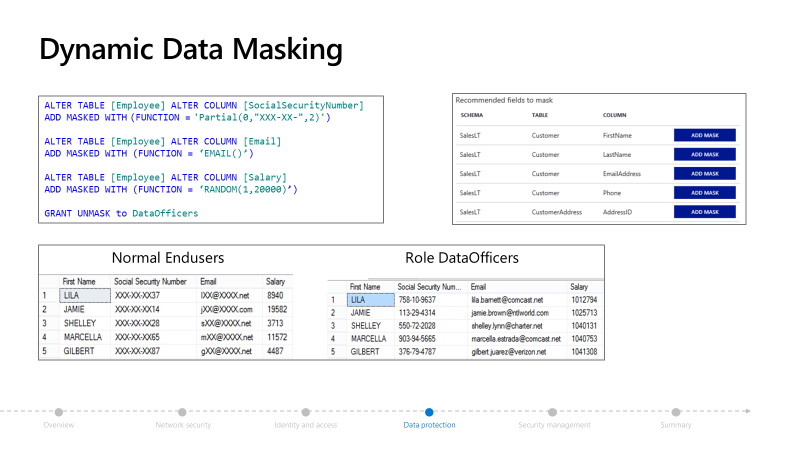 Dynamic Data Masking
ALTER TABLE [Employee] ALTER COLUMN [SocialSecurityNumber]
ADD MASKED WITH (FUNCTION = 'Partial(0,"XXX-XX-",2)')
ALTER TABLE [Employee] ALTER COLUMN [Email]
ADD MASKED WITH (FUNCTION = ‘EMAIL()’)
ALTER TABLE [Employee] ALTER COLUMN [Salary]
ADD MASKED WITH (FUNCTION = ‘RANDOM(1,20000)’)
GRANT UNMASK to DataOfficers
Recommended fields to mask
SCHEMA TABLE COLUMN
SalesLT Customer FirstName ADD MASK
SalesLT Customer LastName ADD MASK
SalesLT Customer EmailAddress ADD MASK
SalesLT Customer Phone ADD MASK
SalesLT CustomerAddress AddressID ADD MASK
Normal Endusers
First Name Social Security Number Email Salary
1 LILA XXX-XX-XX37 lXX@XXXX.net 8940
2 JAMIE XXX-XX-XX14 jXX@XXXX.com 19582
3 SHELLEY XXX-XX-XX28 sXX@XXXX.net 3713
4 MARCELLA XXX-XX-XX65 mXX@XXXX.net 11572
5 GILBERT XXX-XX-XX87 gXX@XXXX.net 4487
Role DataOfficers
First Name Social Security Num... Email Salary
1 LILA 758-10-9637 lila.barnett@comcast.net 1012794
2 JAMIE 113-29-4314 jamie.brown@ntlworld.com 1025713
3 SHELLEY 550-72-2028 shelley.lynn@charter.net 1040131
4 MARCELLA 903-94-5665 marcella.estrada@comcast.net 1040753
5 GILBERT 376-79-4787 gilbert.juarez@verizon.net 1041308
Overview Network security Identity and access Data protection Security management Summary